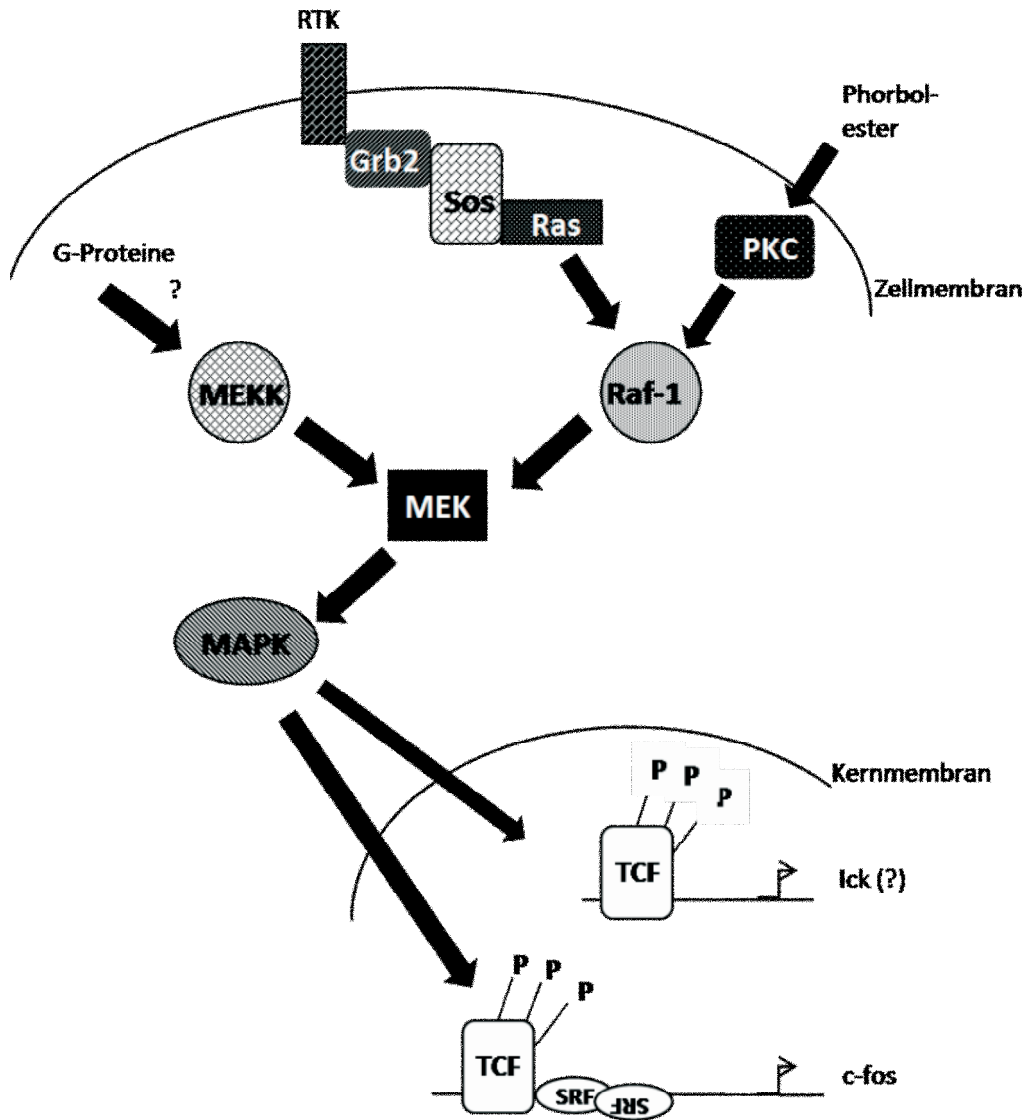 RTK
Phorbol-
ester
Grb2
Sos
Ras
PKC
G-Proteine
?
Zellmembran
MEKK
Raf-1
MEK
MAPK
Kernmembran
P
P
P
TCF
lck (?)
P
P
P
TCF
SRF
SRF
c-fos